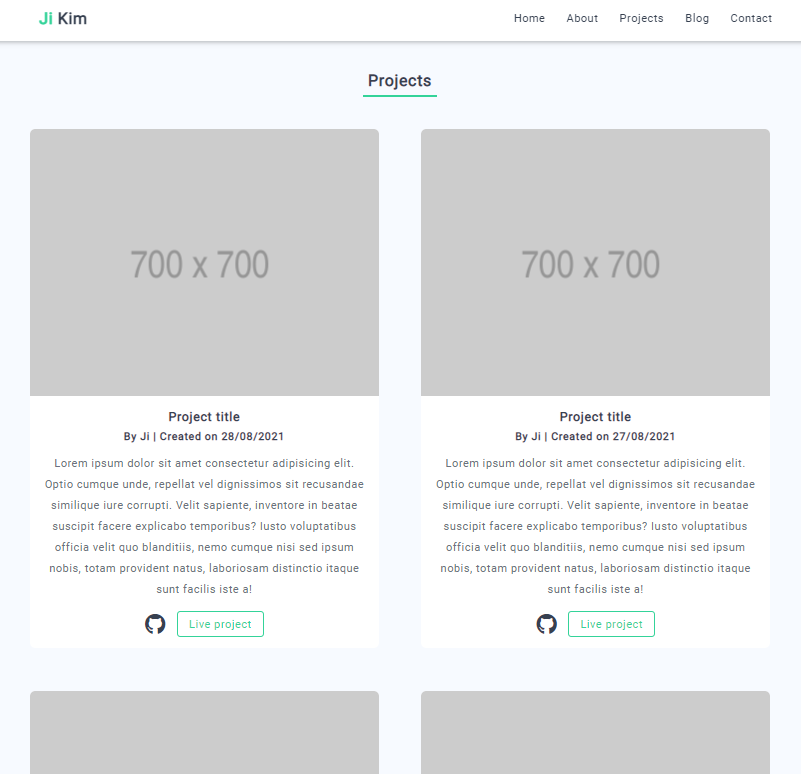 Ji Kim
Home About Projects Blog Contact
Projects
700 x 700
Project title
By Ji | Created on 28/08/2021
Lorem ipsum dolor sit amet consectetur adipisicing elit.
Optio cumque unde, repellat vel dignissimos sit recusandae
similique iure corrupti. Velit sapiente, inventore in beatae
suscipit facere explicabo temporibus? Iusto voluptatibus
officia velit quo blanditiis, nemo cumque nisi sed ipsum
nobis, totam provident natus, laboriosam distinctio itaque
sunt facilis iste a!
Live project
700 x 700
Project title
By Ji | Created on 27/08/2021
Lorem ipsum dolor sit amet consectetur adipisicing elit.
Optio cumque unde, repellat vel dignissimos sit recusandae
similique iure corrupti. Velit sapiente, inventore in beatae
suscipit facere explicabo temporibus? Iusto voluptatibus
officia velit quo blanditiis, nemo cumque nisi sed ipsum
nobis, totam provident natus, laboriosam distinctio itaque
sunt facilis iste a!
Live project